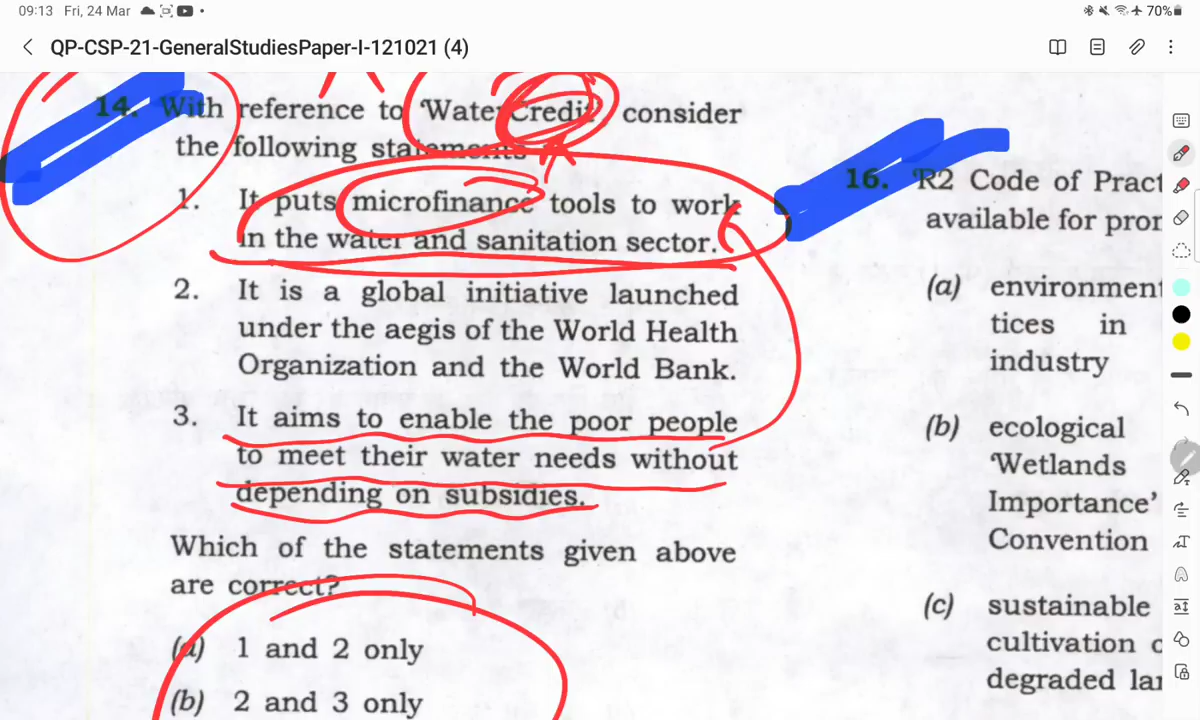 09:13 Fri, 24 Mar
70%
QP-CSP-21-GeneralStudiesPaper-I-121021 (4)
14. With reference to 'Water Credit', consider
the following statements
1. It puts microfinance tools to work
in the water and sanitation sector.
2. It is a global initiative launched
under the aegis of the World Health
Organization and the World Bank.
3. It aims to enable the poor people
to meet their water needs without
depending on subsidies.
Which of the statements given above
are correct?
(a) 1 and 2 only
(b) 2 and 3 only
16. 'R2 Code of Pract
available for pror
(a) environment
tices in
industry
(b) ecological
'Wetlands
Importance'
Convention
(c) sustainable
cultivation o
degraded lan